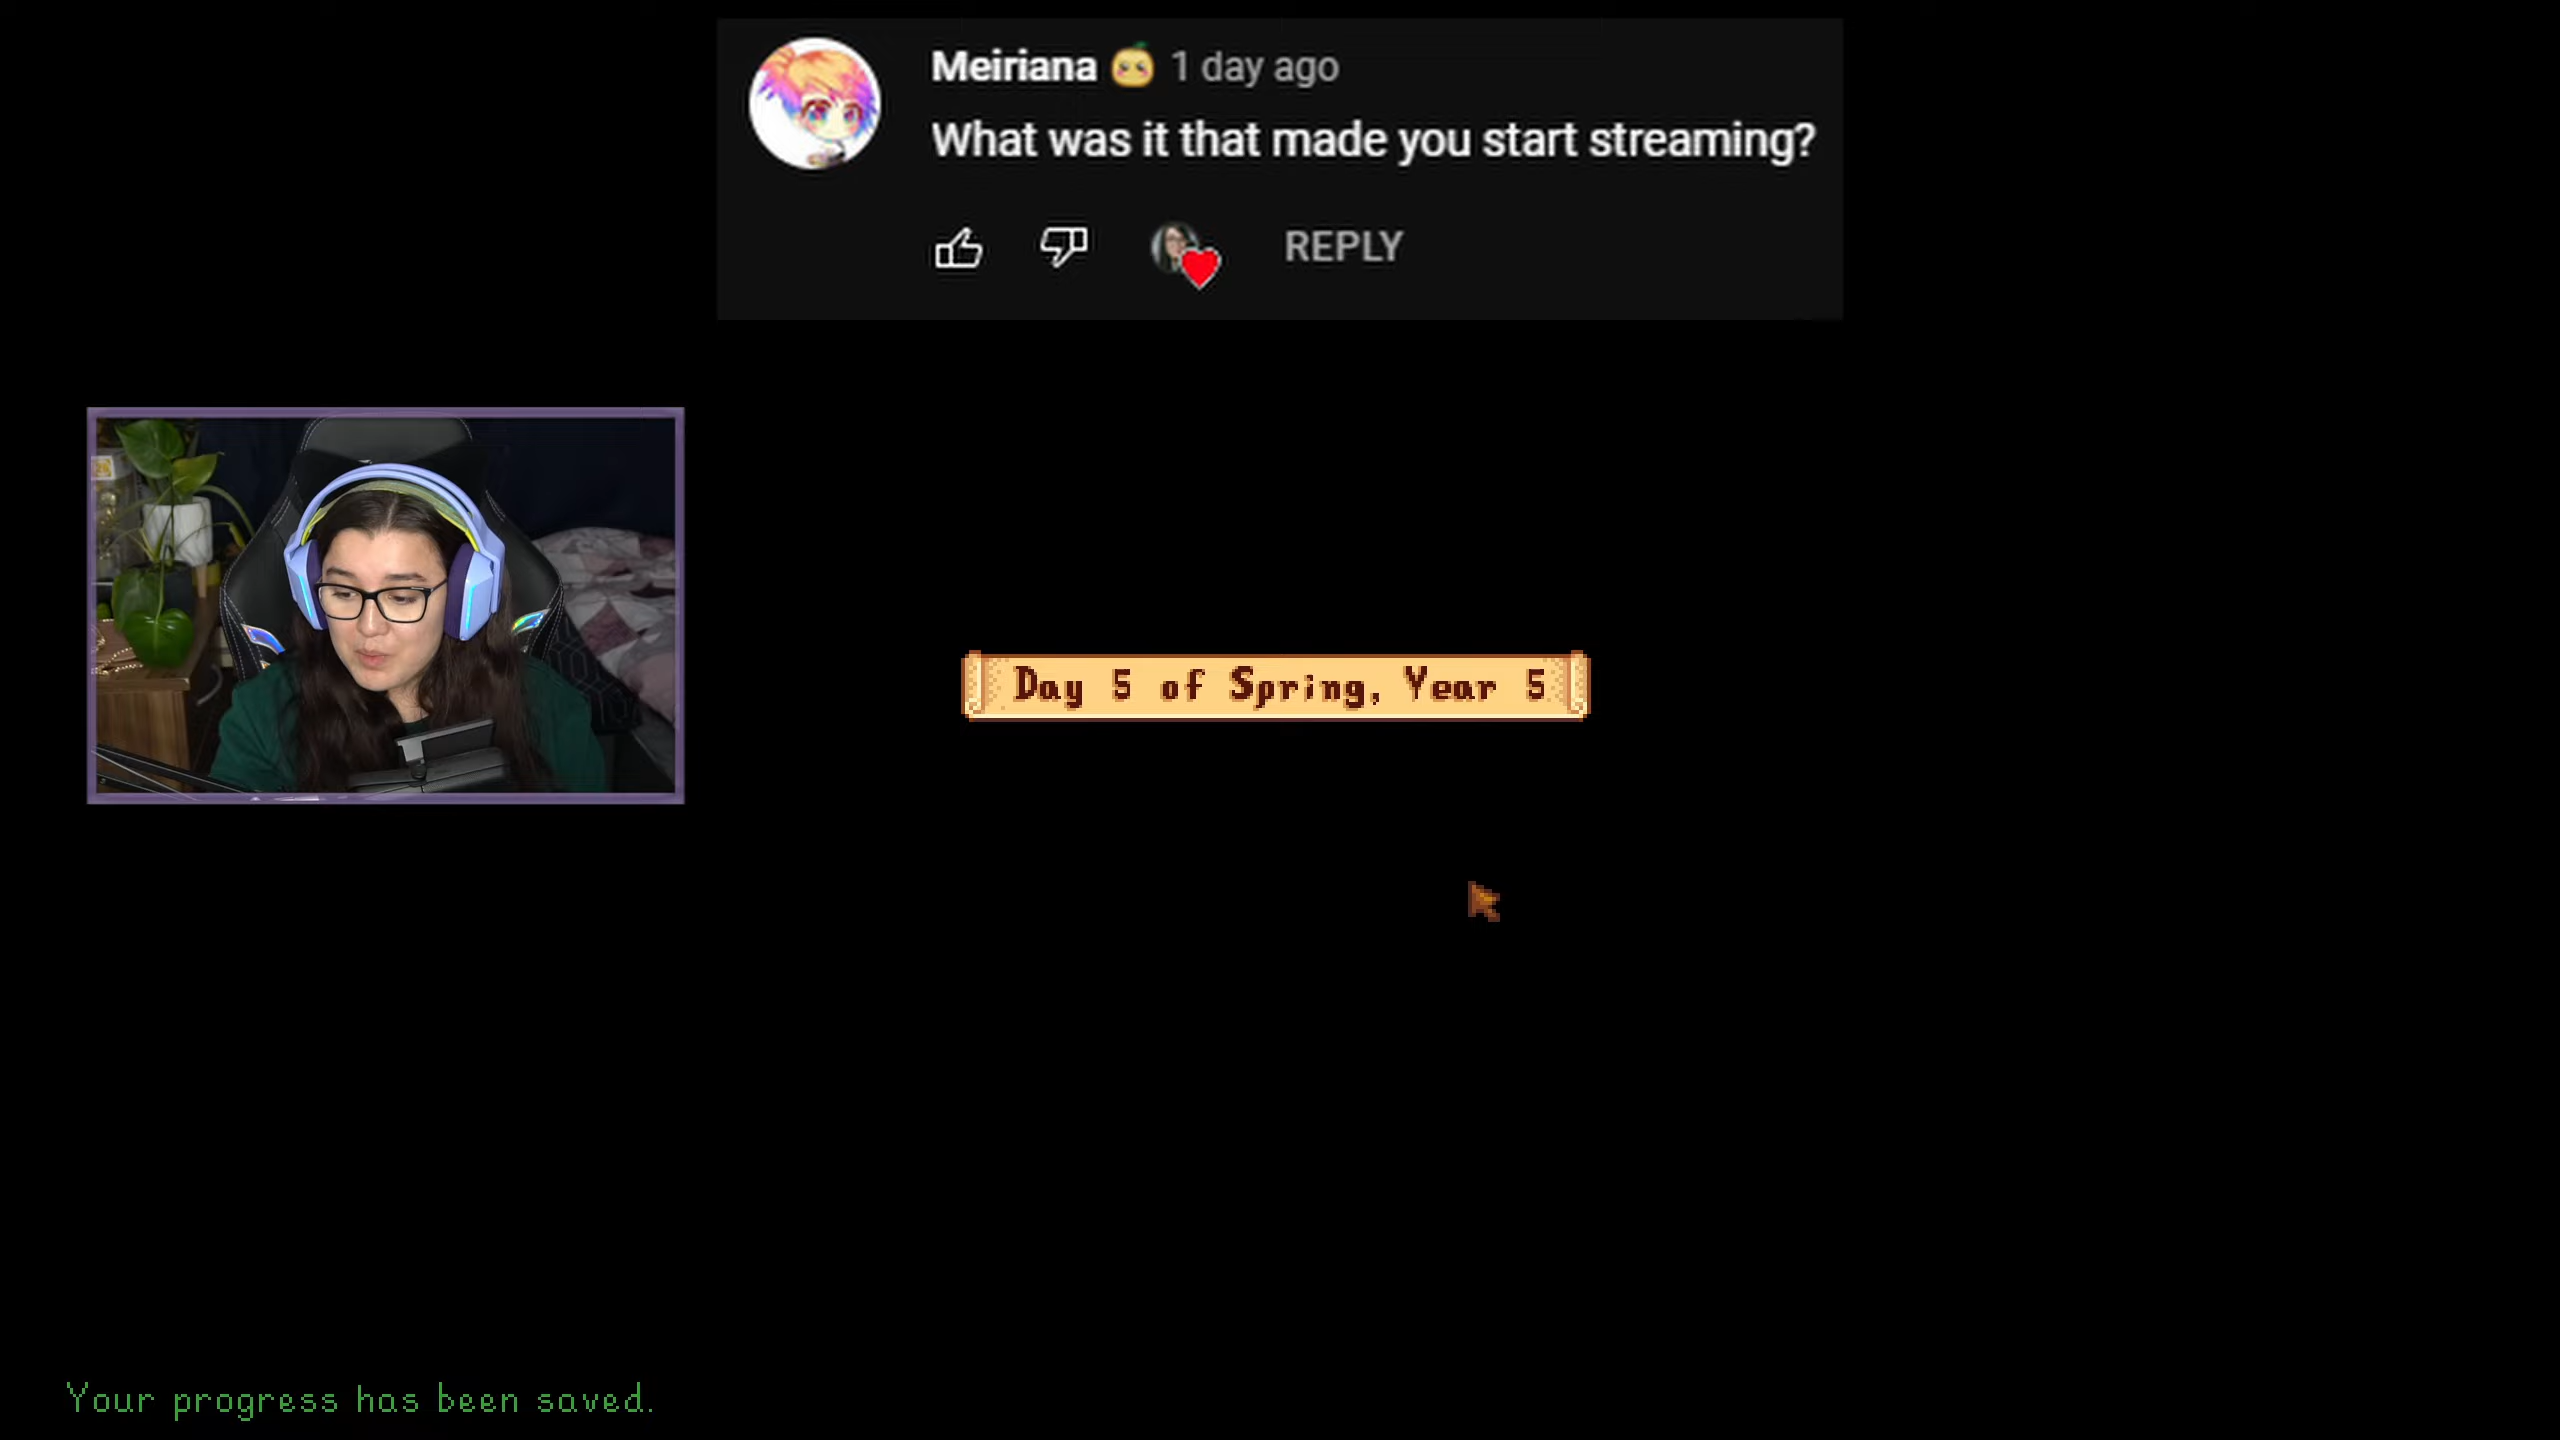 Meiriana 1 day ago
What was it that made you start streaming?
REPLY
Day 5 of Spring, Year 5
Your progress has been saved.